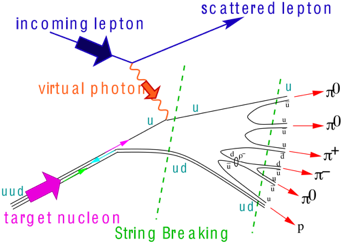 scattered lepton
incoming lepton
virtual photon
u
u
u
π0
u
u
π0
u
d
π+
d
d
ρ-
π-
u
u
π0
uud
ud
ud
u
p
target nucleon
String Breaking